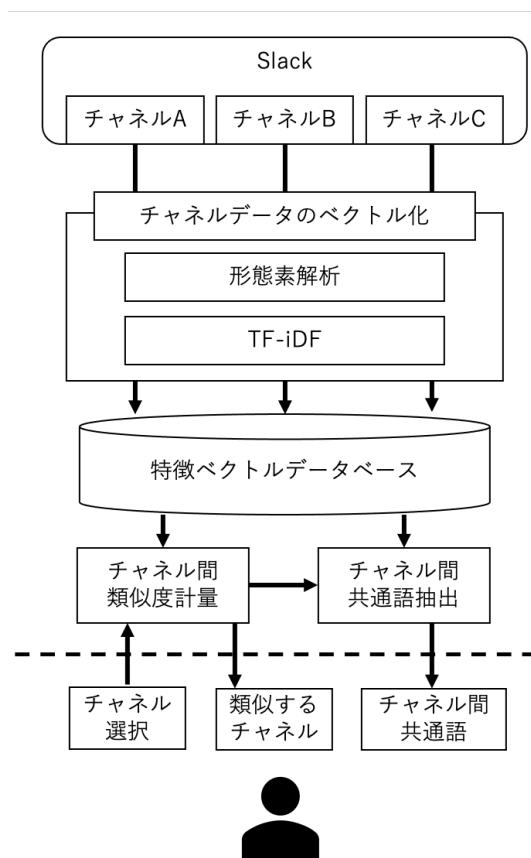 Slack
チャネルA
チャネルB
チャネルC
チャネルデータのベクトル化
形態素解析
TF-iDF
特徴ベクトルデータベース
チャネル間
類似度計量
チャネル間
共通語抽出
チャネル
選択
類似する
チャネル
チャネル間
共通語